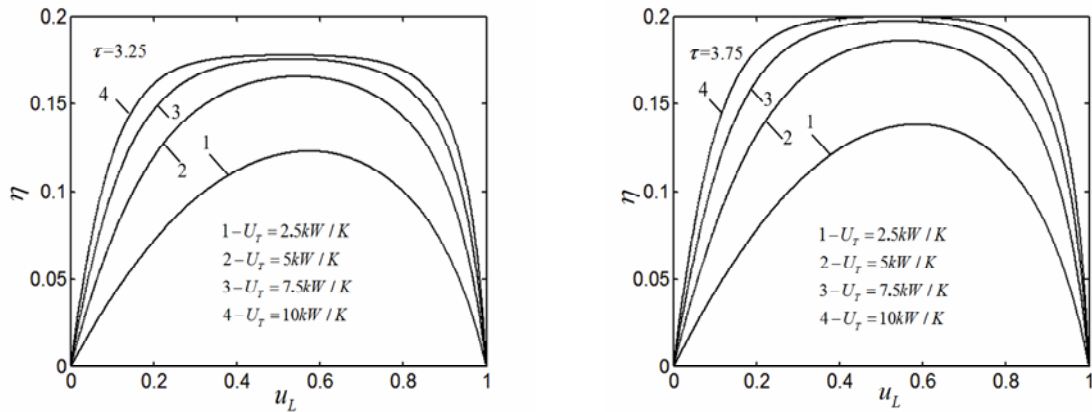 0.2
τ=3.25
0.15
4
3
1
2
0.1
η
1–U_T = 2.5kW / K
2–U_T = 5kW / K
0.05
3–U_T = 7.5kW / K
4–U_T = 10kW / K
0
0 0.2 0.4 0.6 0.8 1
u_L
0.2
τ=3.75
0.15
4
3
2
1
0.1
η
1–U_T = 2.5kW / K
2–U_T = 5kW / K
0.05
3–U_T = 7.5kW / K
4–U_T = 10kW / K
0
0 0.2 0.4 0.6 0.8 1
u_L